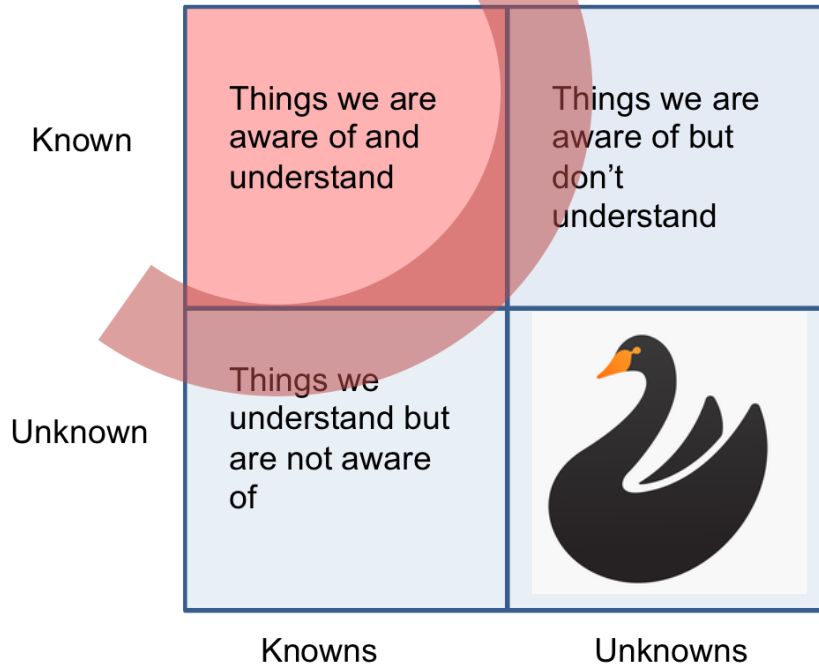 Known
Things we are
aware of and
understand
Things we are
aware of but
don’t
understand
Unknown
Things we
understand but
are not aware
of
Knowns
Unknowns